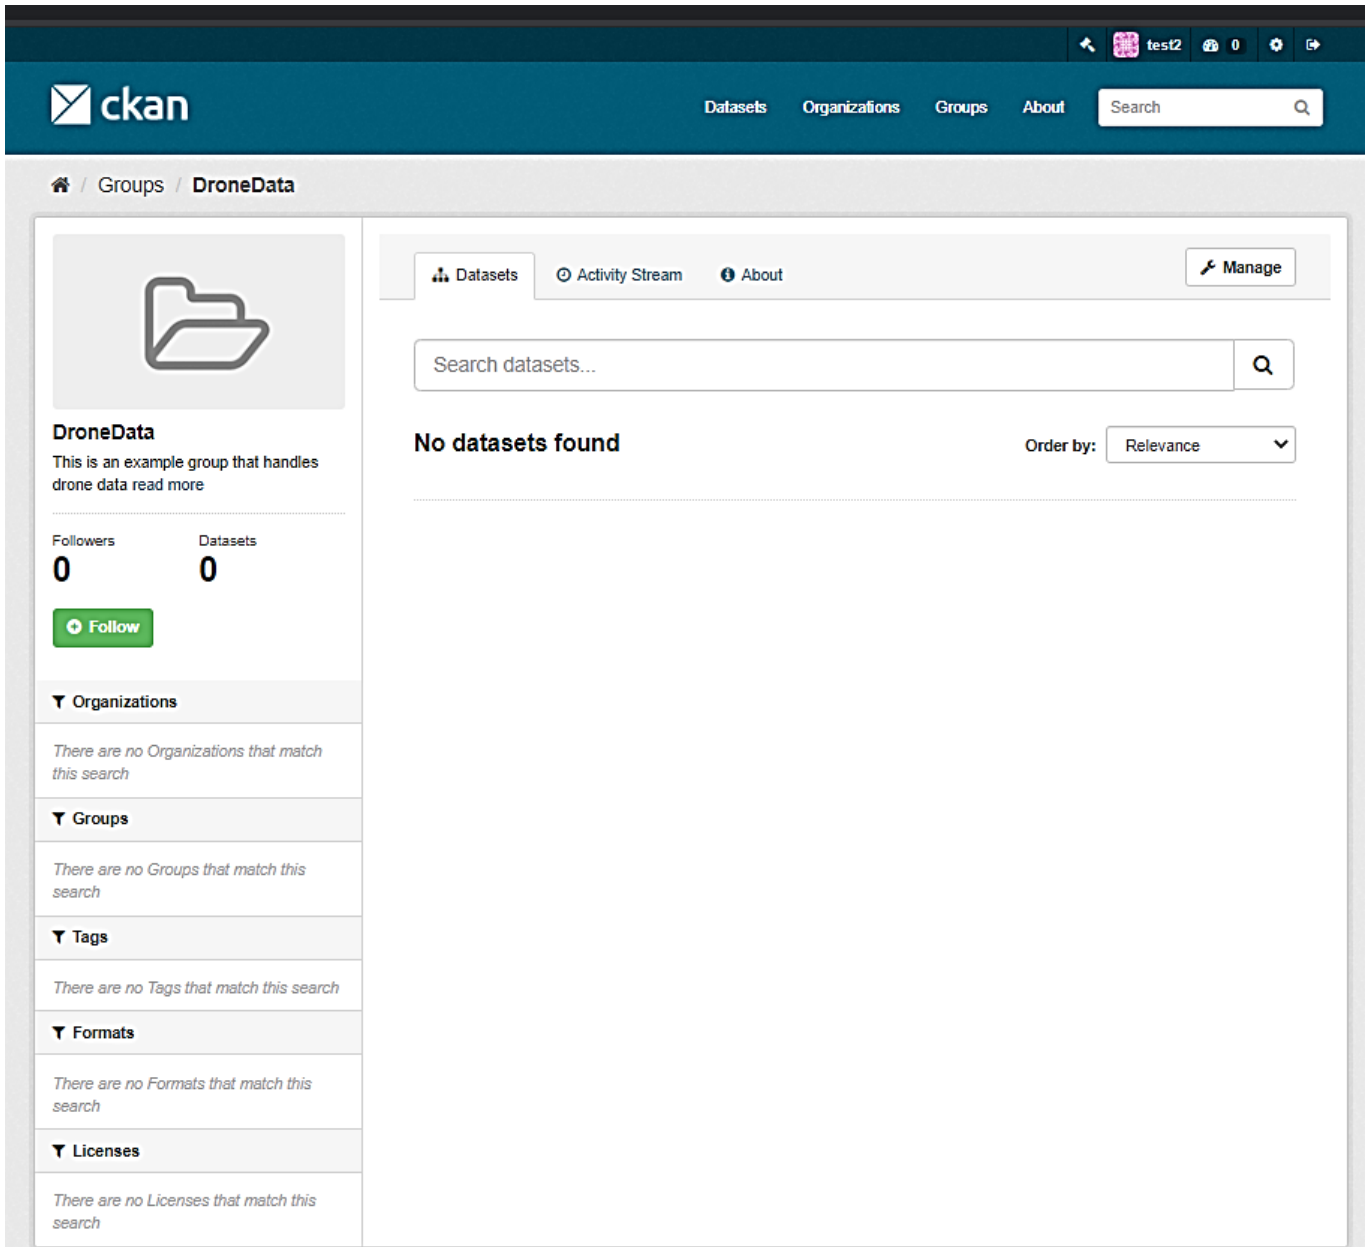 test2 0
ckan
Datasets Organizations Groups About Search
/ Groups / DroneData
Datasets Activity Stream About Manage
Search datasets...
DroneData
This is an example group that handles
drone data read more
No datasets found
Order by: Relevance
Followers Datasets
0 0
Follow
Organizations
There are no Organizations that match
this search
Groups
There are no Groups that match this
search
Tags
There are no Tags that match this search
Formats
There are no Formats that match this
search
Licenses
There are no Licenses that match this
search